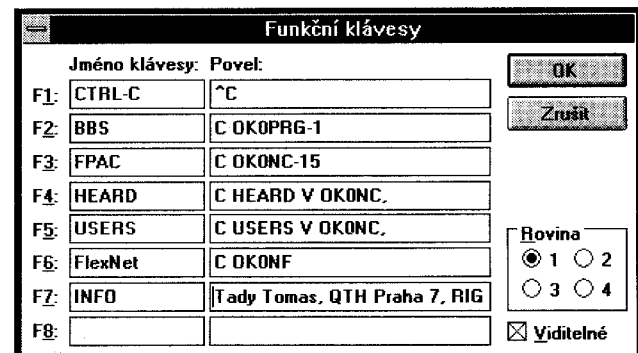 Funkční klávesy
Jméno klávesy: Povel:
F1: CTRL-C ^C
F2: BBS C OK0PRG-1
F3: FPAC C OK0NC-15
F4: HEARD C HEARD V OK0NC,
F5: USERS C USERS V OK0NC,
F6: FlexNet C OK0NF
F7: INFO Tady Tomas, QTH Praha 7, RIG
F8:
OK
Zrušit
Rovina
1 2
3 4
Viditelné